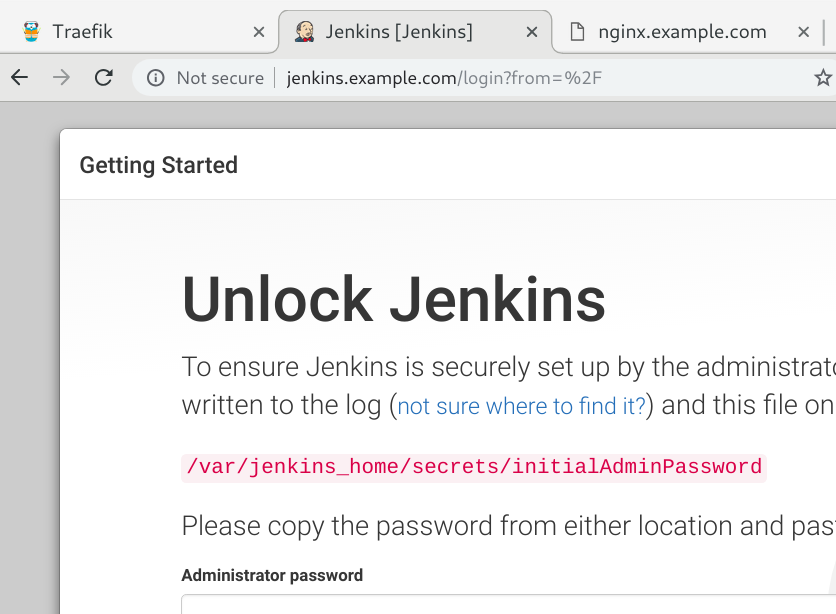 Traefik
Jenkins [Jenkins]
nginx.example.com
Not secure
jenkins.example.com/login?from=%2F
Getting Started
Unlock Jenkins
To ensure Jenkins is securely set up by the
written to the log (not sure where to find it?) and this file on
/var/jenkins_home/secrets/initialAdminPassword
Please copy the password from either location and
Administrator password